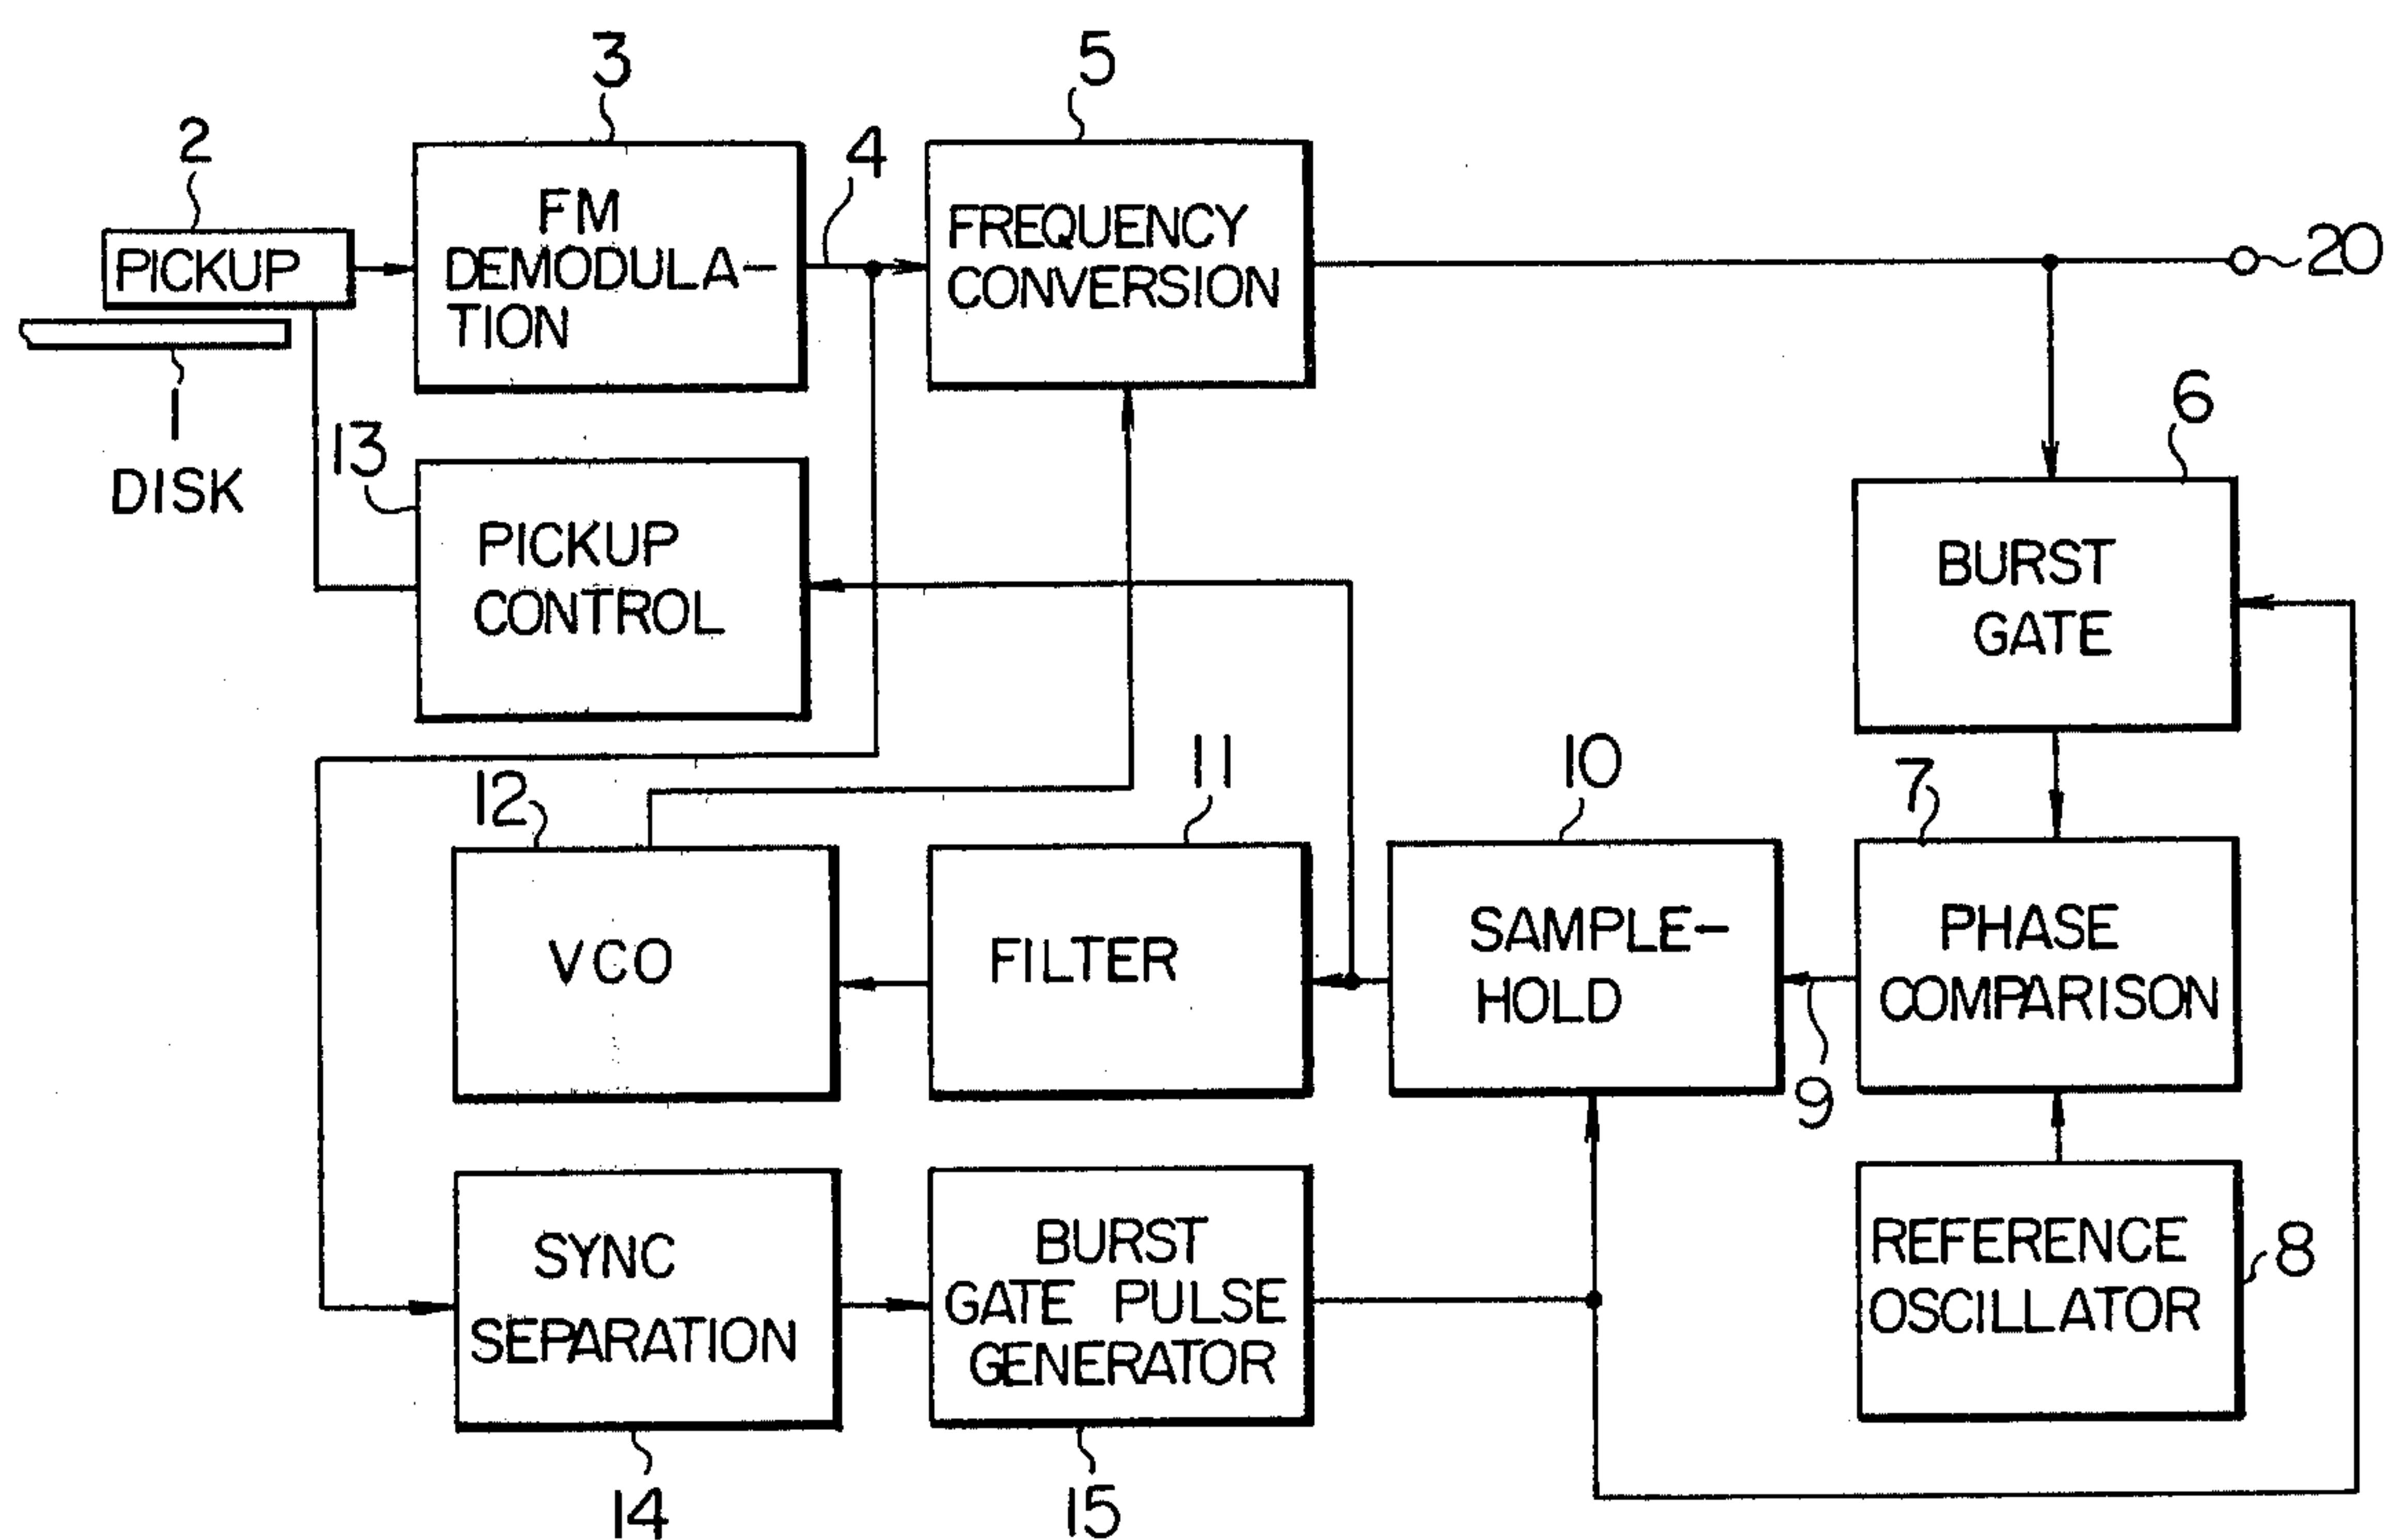 3
5
2
4
FM
DEMODULA-
TION
FREQUENCY
CONVERSION
20
PICKUP
1
DISK
13
6
PICKUP
CONTROL
BURST
GATE
12
11
10
7
VCO
FILTER
SAMPLE-
HOLD
PHASE
COMPARISON
9
SYNC
SEPARATION
BURST
GATE PULSE
GENERATOR
REFERENCE
OSCILLATOR
8
14
15